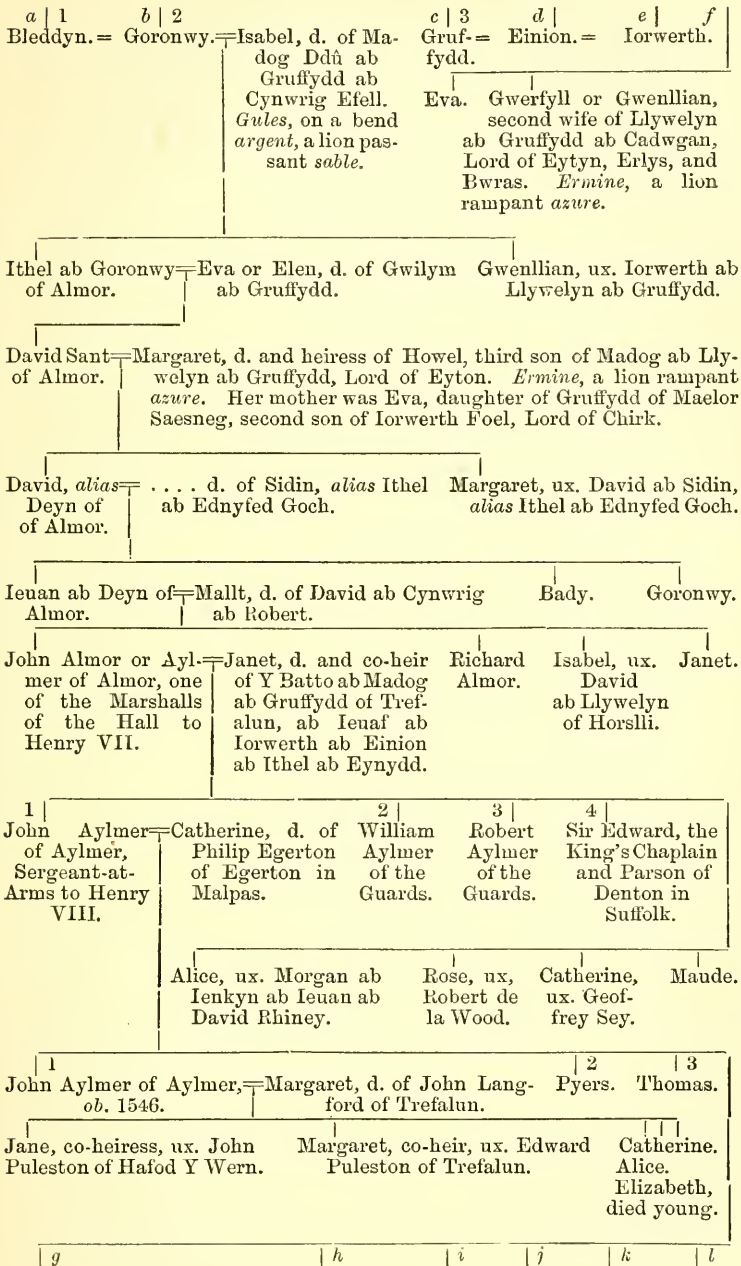 a | 1 b | 2 c | 3 d | e | f
Bleddyn. = Goronwy.=Isabel, d. of Ma-
dog Ddû ab
Gruffydd ab
Cynwrig Efell.
Gules, on a bend
argent, a lion pas-
sant sable.
Gruf- = Einion. = Iorwerth.
fydd.
Eva. Gwerfyll or Gwenllian,
second wife of Llywelyn
ab Gruffydd ab Cadwgan,
Lord of Eytyn, Erlys, and
Bwras. Ermine, a lion
rampant azure.
Ithel ab Goronwy=Eva or Elen, d. of Gwilym
of Almor. ab Gruffydd.
Gwenllian, ux. Iorwerth ab
Llywelyn ab Gruffydd.
David Sant=Margaret, d. and heiress of Howel, third son of Madog ab Lly-
of Almor. welyn ab Gruffydd, Lord of Eyton. Ermine, a lion rampant
azure. Her mother was Eva, daughter of Gruffydd of Maelor
Saesneg, second son of Iorwerth Foel, Lord of Chirk.
David, alias= . . . . d. of Sidin, alias Ithel
Deyn of ab Ednyfed Goch.
of Almor.
Margaret, ux. David ab Sidin,
alias Ithel ab Ednyfed Goch.
Ieuan ab Deyn of=Mallt, d. of David ab Cynwrig Bady. Goronwy.
Almor. ab Robert.
John Almor or Ayl-
mer of Almor, one
of the Marshalls
of the Hall to
Henry VII.
=Janet, d. and co-heir
of Y Batto ab Madog
ab Gruffydd of Tref-
alun, ab Ieuaf ab
Iorwerth ab Einion
ab Ithel ab Eynydd.
Richard
Almor.
Isabel, ux.
David
ab Llywelyn
of Horslli.
Janet.
1 | 2 | 3 | 4 |
John Aylmer=
of Aylmer,
Sergeant-at-
Arms to Henry
VIII.
Catherine, d. of
Philip Egerton
of Egerton in
Malpas.
William
Aylmer
of the
Guards.
Robert
Aylmer
of the
Guards.
Sir Edward, the
King's Chaplain
and Parson of
Denton in
Suffolk.
Alice, ux. Morgan ab
Ienkyn ab Ieuan ab
David Rhiney.
Rose, ux,
Robert de
la Wood.
Catherine,
ux. Geof-
frey Sey.
Maude.
| 1 | 2 | 3
John Aylmer of Aylmer,=Margaret, d. of John Lang- Pyers. Thomas.
ob. 1546. ford of Trefalun.
Jane, co-heiress, ux. John
Puleston of Hafod Y Wern.
Margaret, co-heir, ux. Edward
Puleston of Trefalun.
Catherine.
Alice.
Elizabeth,
died young.
| g | h | i | j | k | l